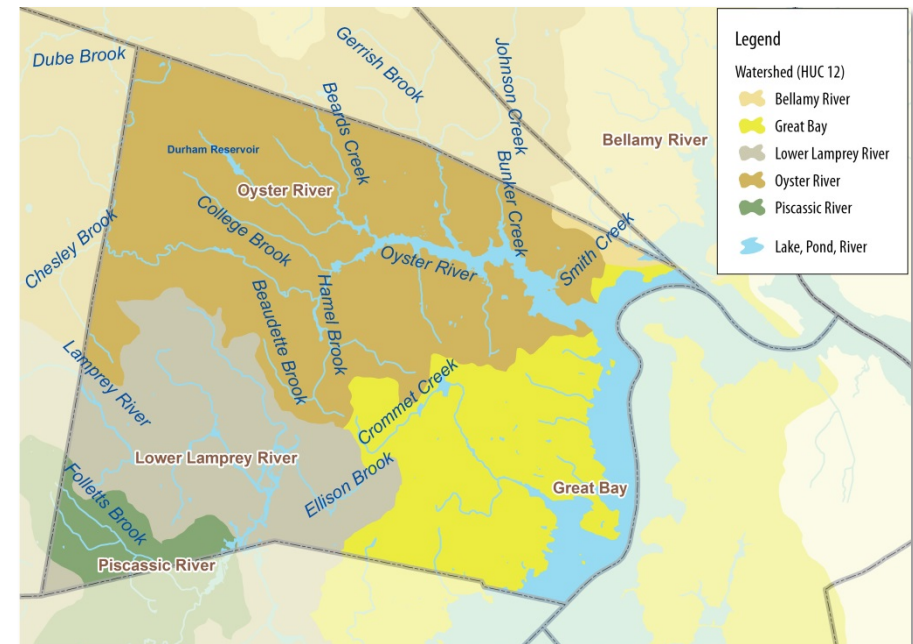 Dube Brook
Gerrish Brook
Johnson Creek
Beards Creek
Bellamy River
Durham Reservoir
Oyster River
Bunker Creek
College Brook
Chesley Brook
Smith Creek
Oyster River
Hamel Brook
Beaudette Brook
Lamprey River
Crommet Creek
Lower Lamprey River
Ellison Brook
Great Bay
Folletts Brook
Piscassic River
Legend
Watershed (HUC 12)
Bellamy River
Great Bay
Lower Lamprey River
Oyster River
Piscassic River
Lake, Pond, River